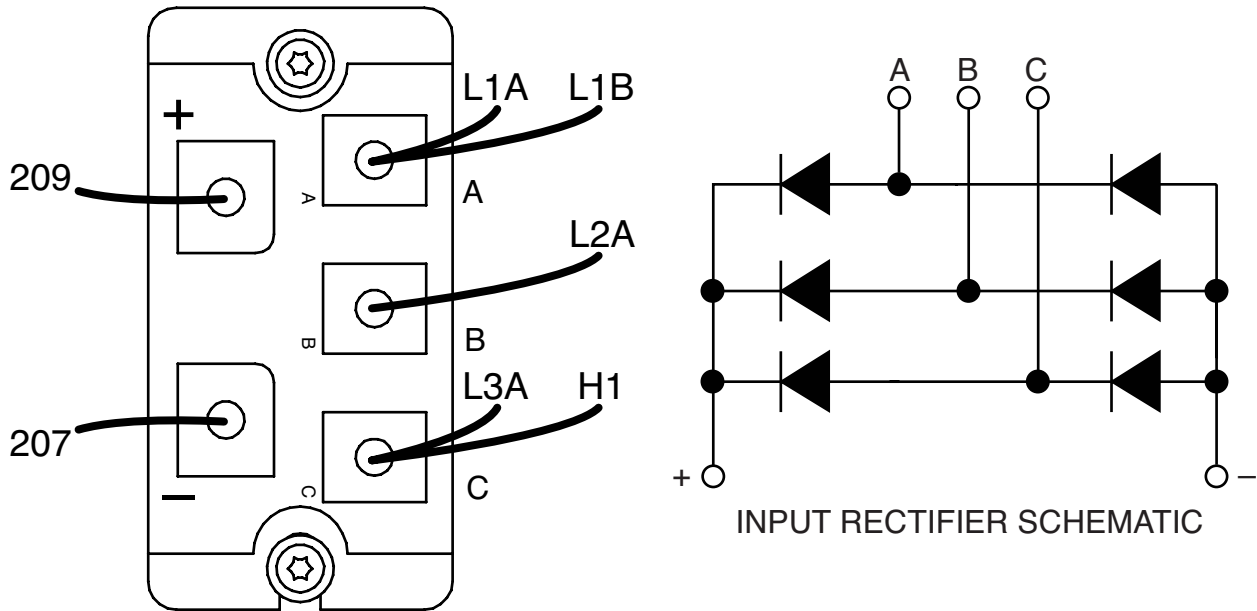 +
L1A L1B
209
A
A
L2A
B
B
L3A H1
207
C
C
−
A B C
+
−
INPUT RECTIFIER SCHEMATIC